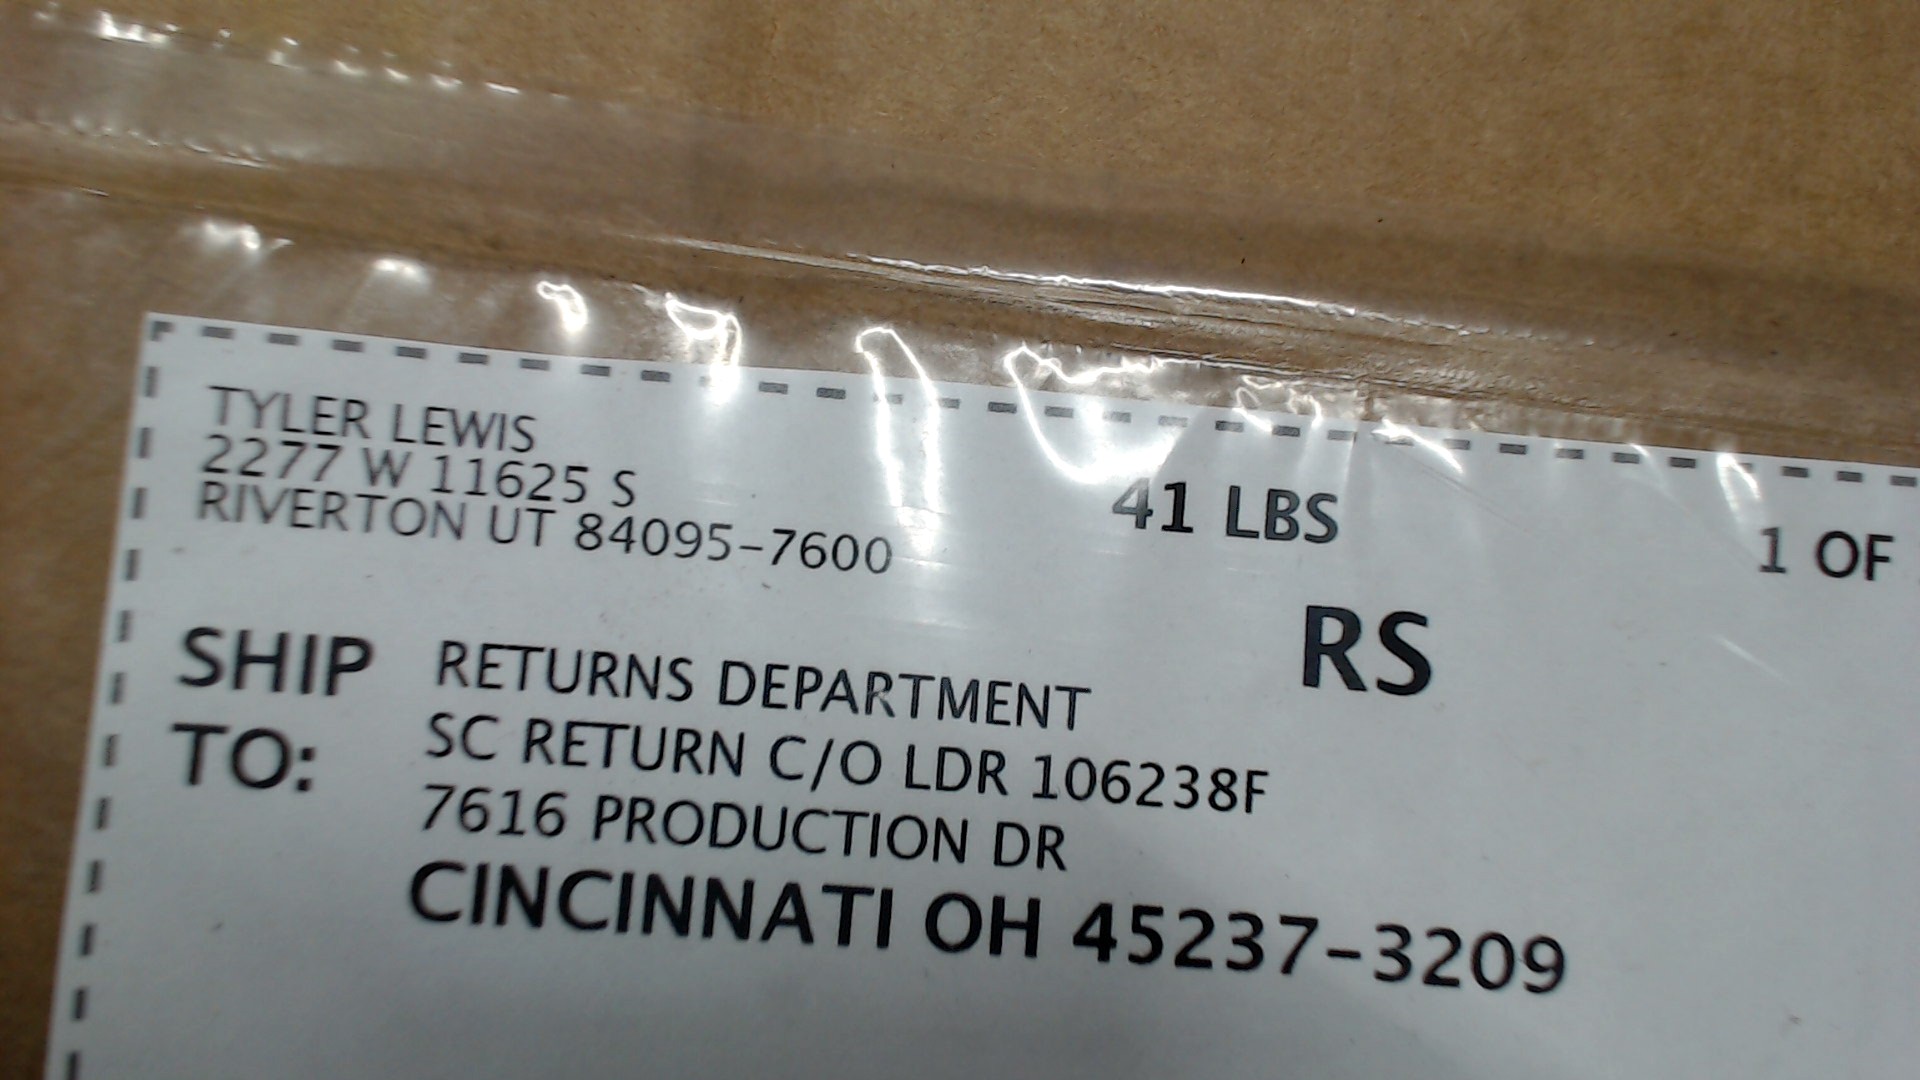 TYLER LEWIS
2277 W 11625 S
RIVERTON UT 84095-7600
41 LBS
1 OF
RS
SHIP TO:
RETURNS DEPARTMENT
SC RETURN C/O LDR 106238F
7616 PRODUCTION DR
CINCINNATI OH 45237-3209